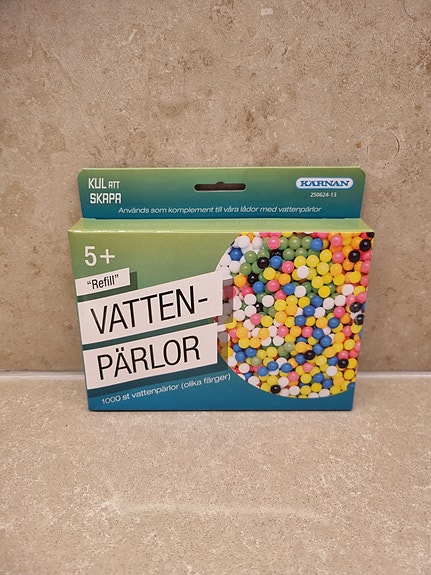 KUL ATT
SKAPA
KÄRNAN
250624-13
Används som komplement till våra lådor med vattenpärlor
5+
"Refill"
VATTEN-
PÄRLOR
1000 st vattenpärlor (olika färger)